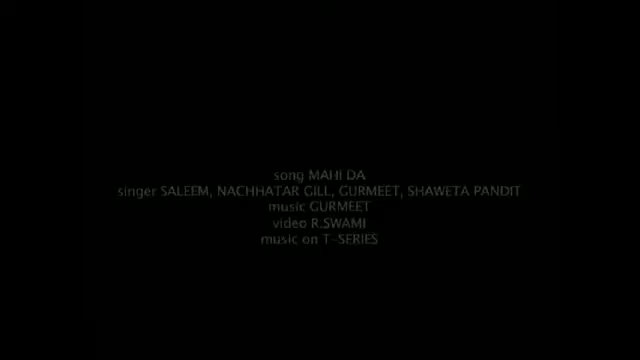 song MAHI DA
singer SALEEM, NACHHATAR GILL, GURMEET, SHAWETA PANDIT
music GURMEET
video R.SWAMI
music on T-SERIES